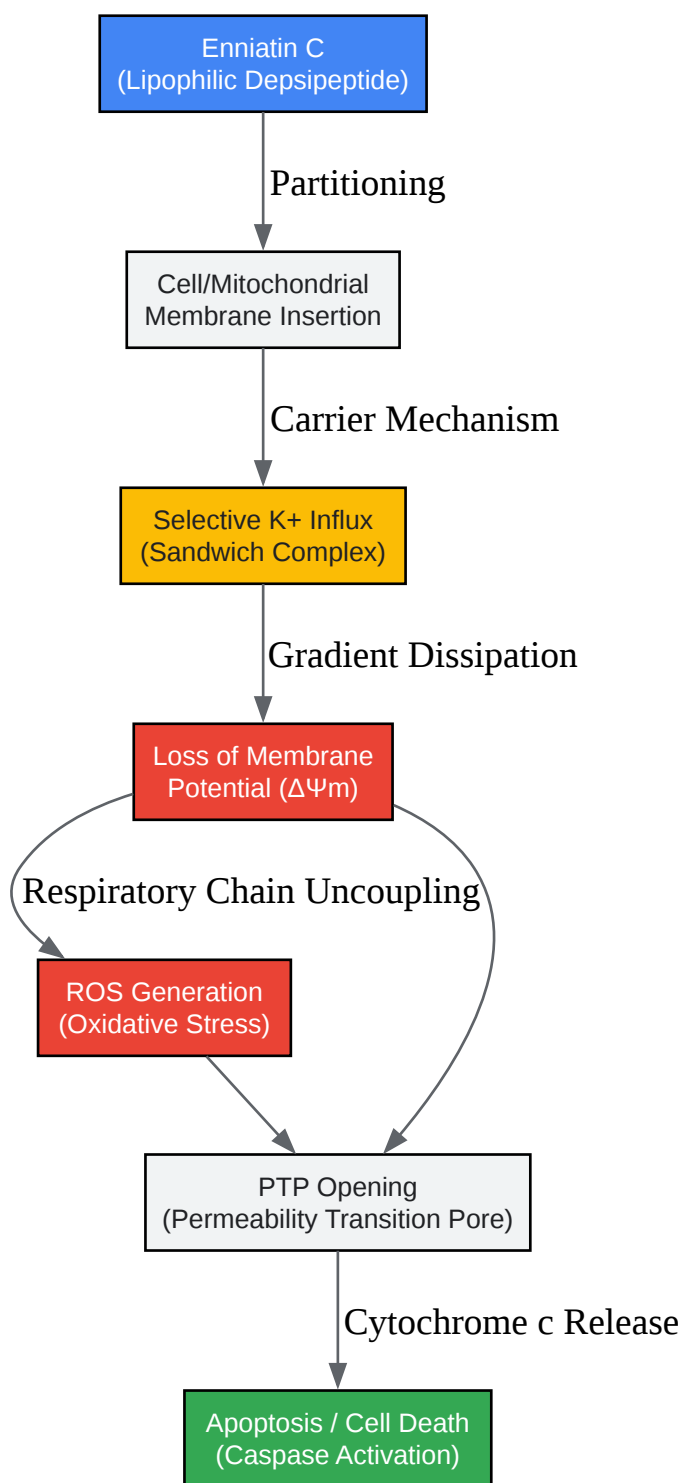 Enniatin C
(Lipophilic Depsipeptide)
Partitioning
Cell/Mitochondrial
Membrane Insertion
Carrier Mechanism
Selective K+ Influx
(Sandwich Complex)
Gradient Dissipation
Loss of Membrane
Potential (ΔΨm)
Respiratory Chain Uncoupling
ROS Generation
(Oxidative Stress)
PTP Opening
(Permeability Transition Pore)
Cytochrome c Release
Apoptosis / Cell Death
(Caspase Activation)